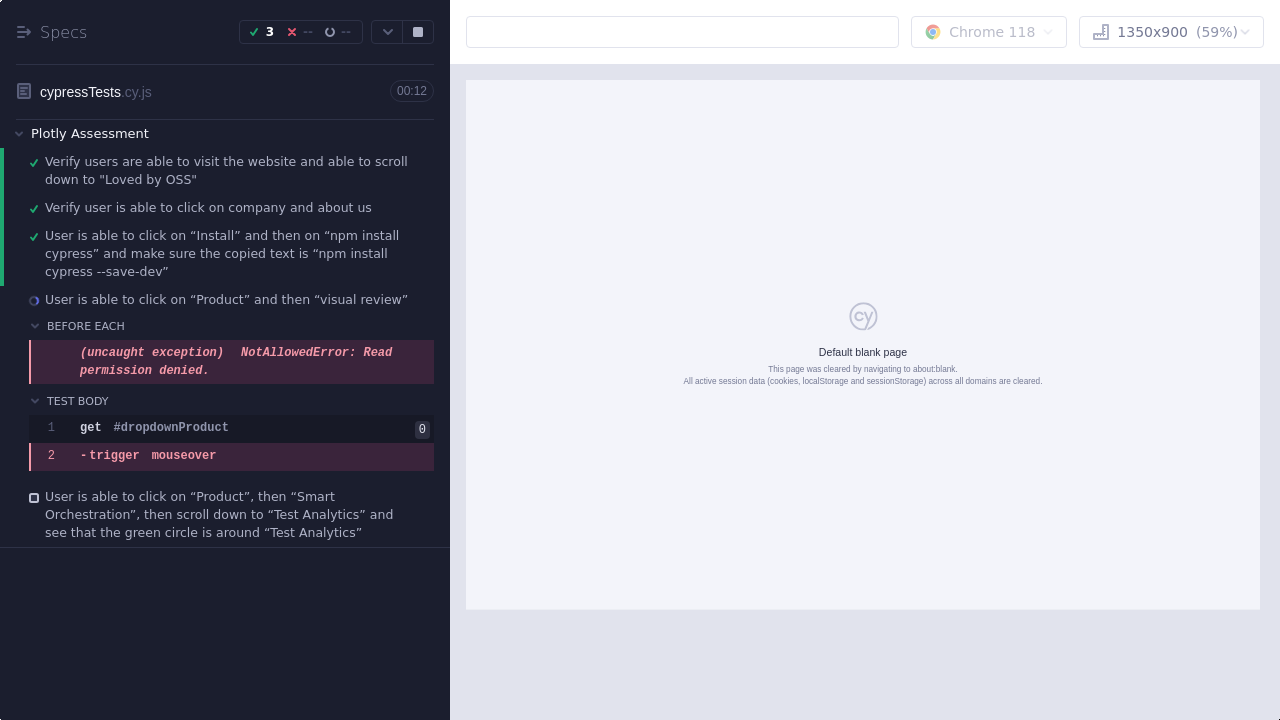 Specs
3 -- --
cypressTests.cy.js
00:12
Plotly Assessment
Verify users are able to visit the website and able to scroll
down to "Loved by OSS"
Verify user is able to click on company and about us
User is able to click on “Install” and then on “npm install
cypress” and make sure the copied text is “npm install
cypress --save-dev”
User is able to click on “Product” and then “visual review”
BEFORE EACH
(uncaught exception) NotAllowedError: Read
permission denied.
TEST BODY
1 get #dropdownProduct 0
2 -trigger mouseover
User is able to click on “Product”, then “Smart
Orchestration”, then scroll down to “Test Analytics” and
see that the green circle is around “Test Analytics”
Chrome 118
1350x900 (59%)
cy
Default blank page
This page was cleared by navigating to about:blank.
All active session data (cookies, localStorage and sessionStorage) across all domains are cleared.